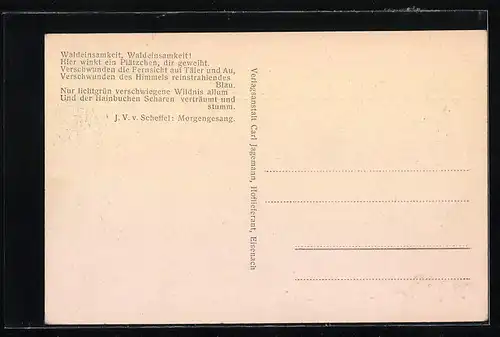 Waldeinsamkeit, Waldeinsamkeit!
Hier winkt ein Plätzchen, dir geweiht.
Verschwunden die Fernsicht auf Täler und Au,
Verschwunden des Himmels reinstrahlendes
Blau.
Nur lichtgrün verschwiegene Wildnis allum —
Und der Hainbuchen Scharen verträumt und
stumm.
J. V. v. Scheffel: Morgengesang.
Verlagsanstalt Carl Jagemann, Hoflieferant, Eisenach